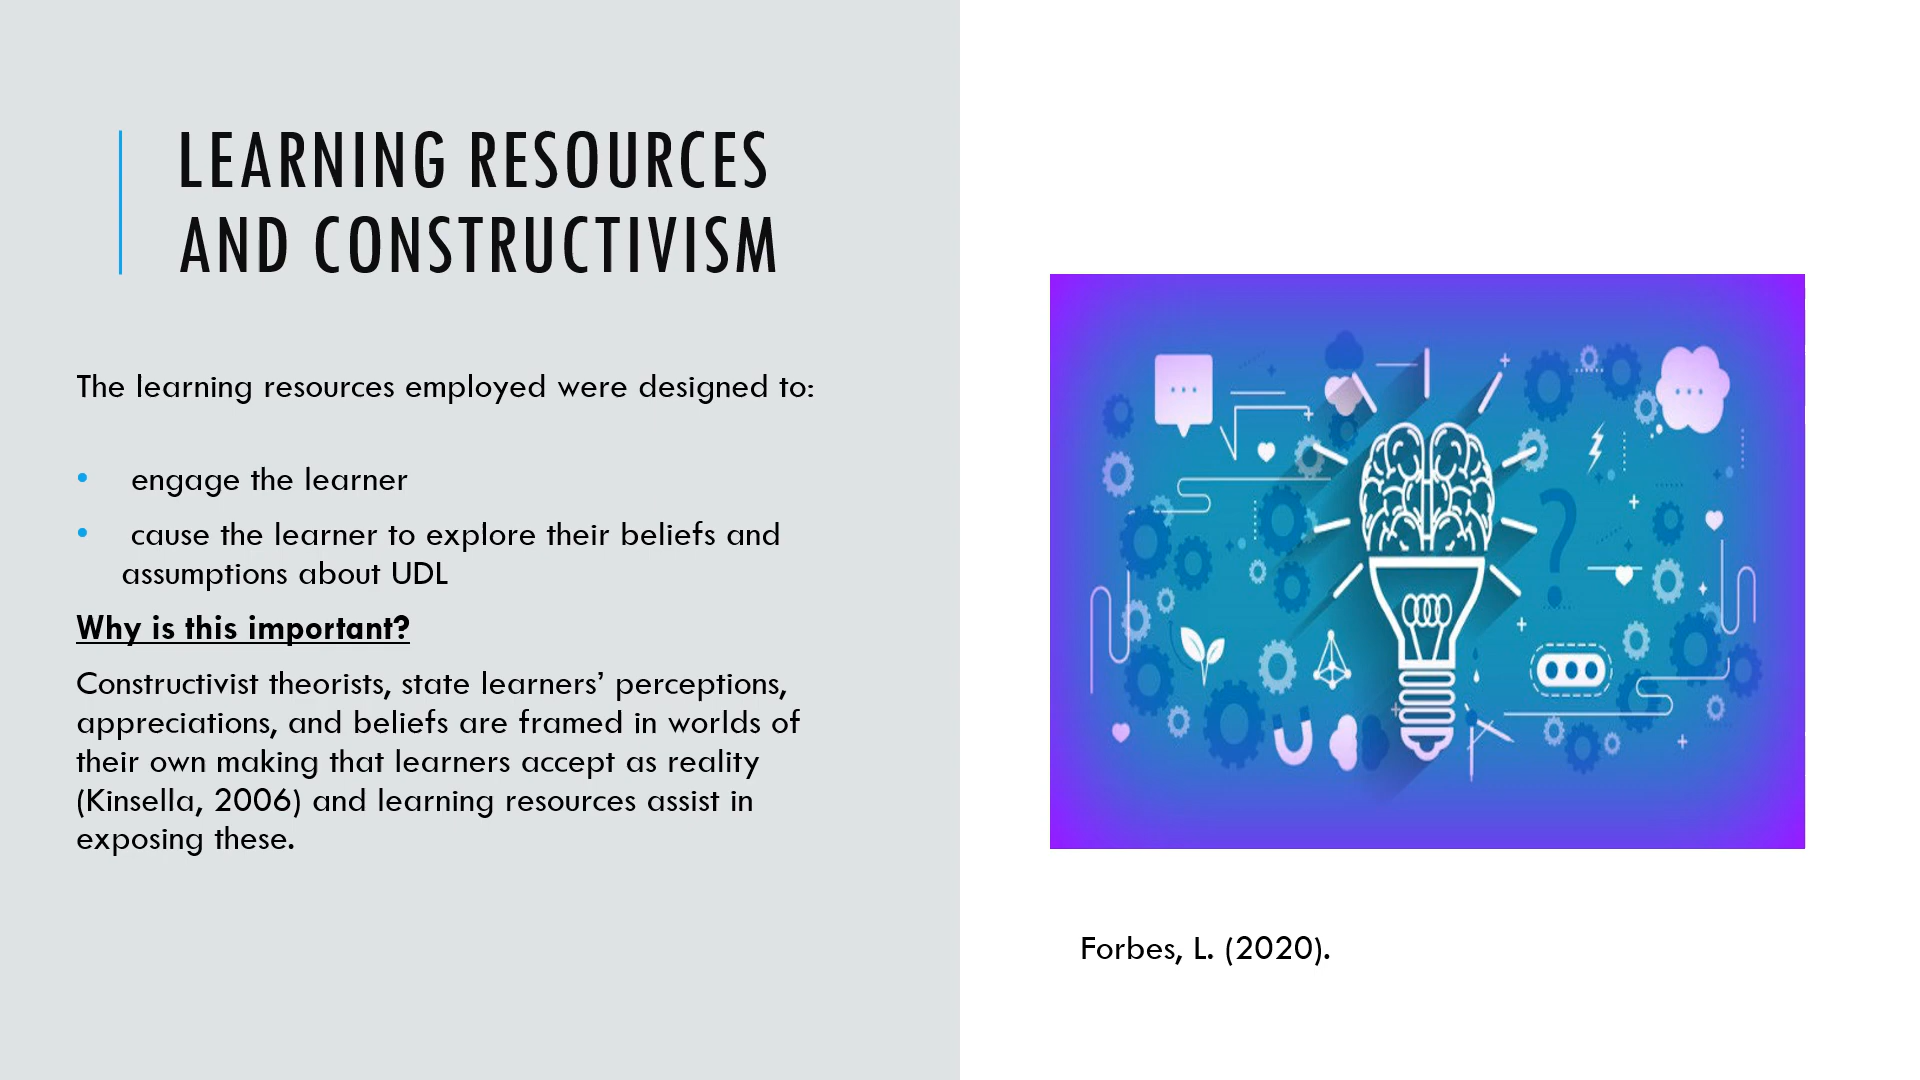 LEARNING RESOURCES
AND CONSTRUCTIVISM
The learning resources employed were designed to:
• engage the learner
• cause the learner to explore their beliefs and
assumptions about UDL
Why is this important?
Constructivist theorists, state learners’ perceptions,
appreciations, and beliefs are framed in worlds of
their own making that learners accept as reality
(Kinsella, 2006) and learning resources assist in
exposing these.
?
Forbes, L. (2020).